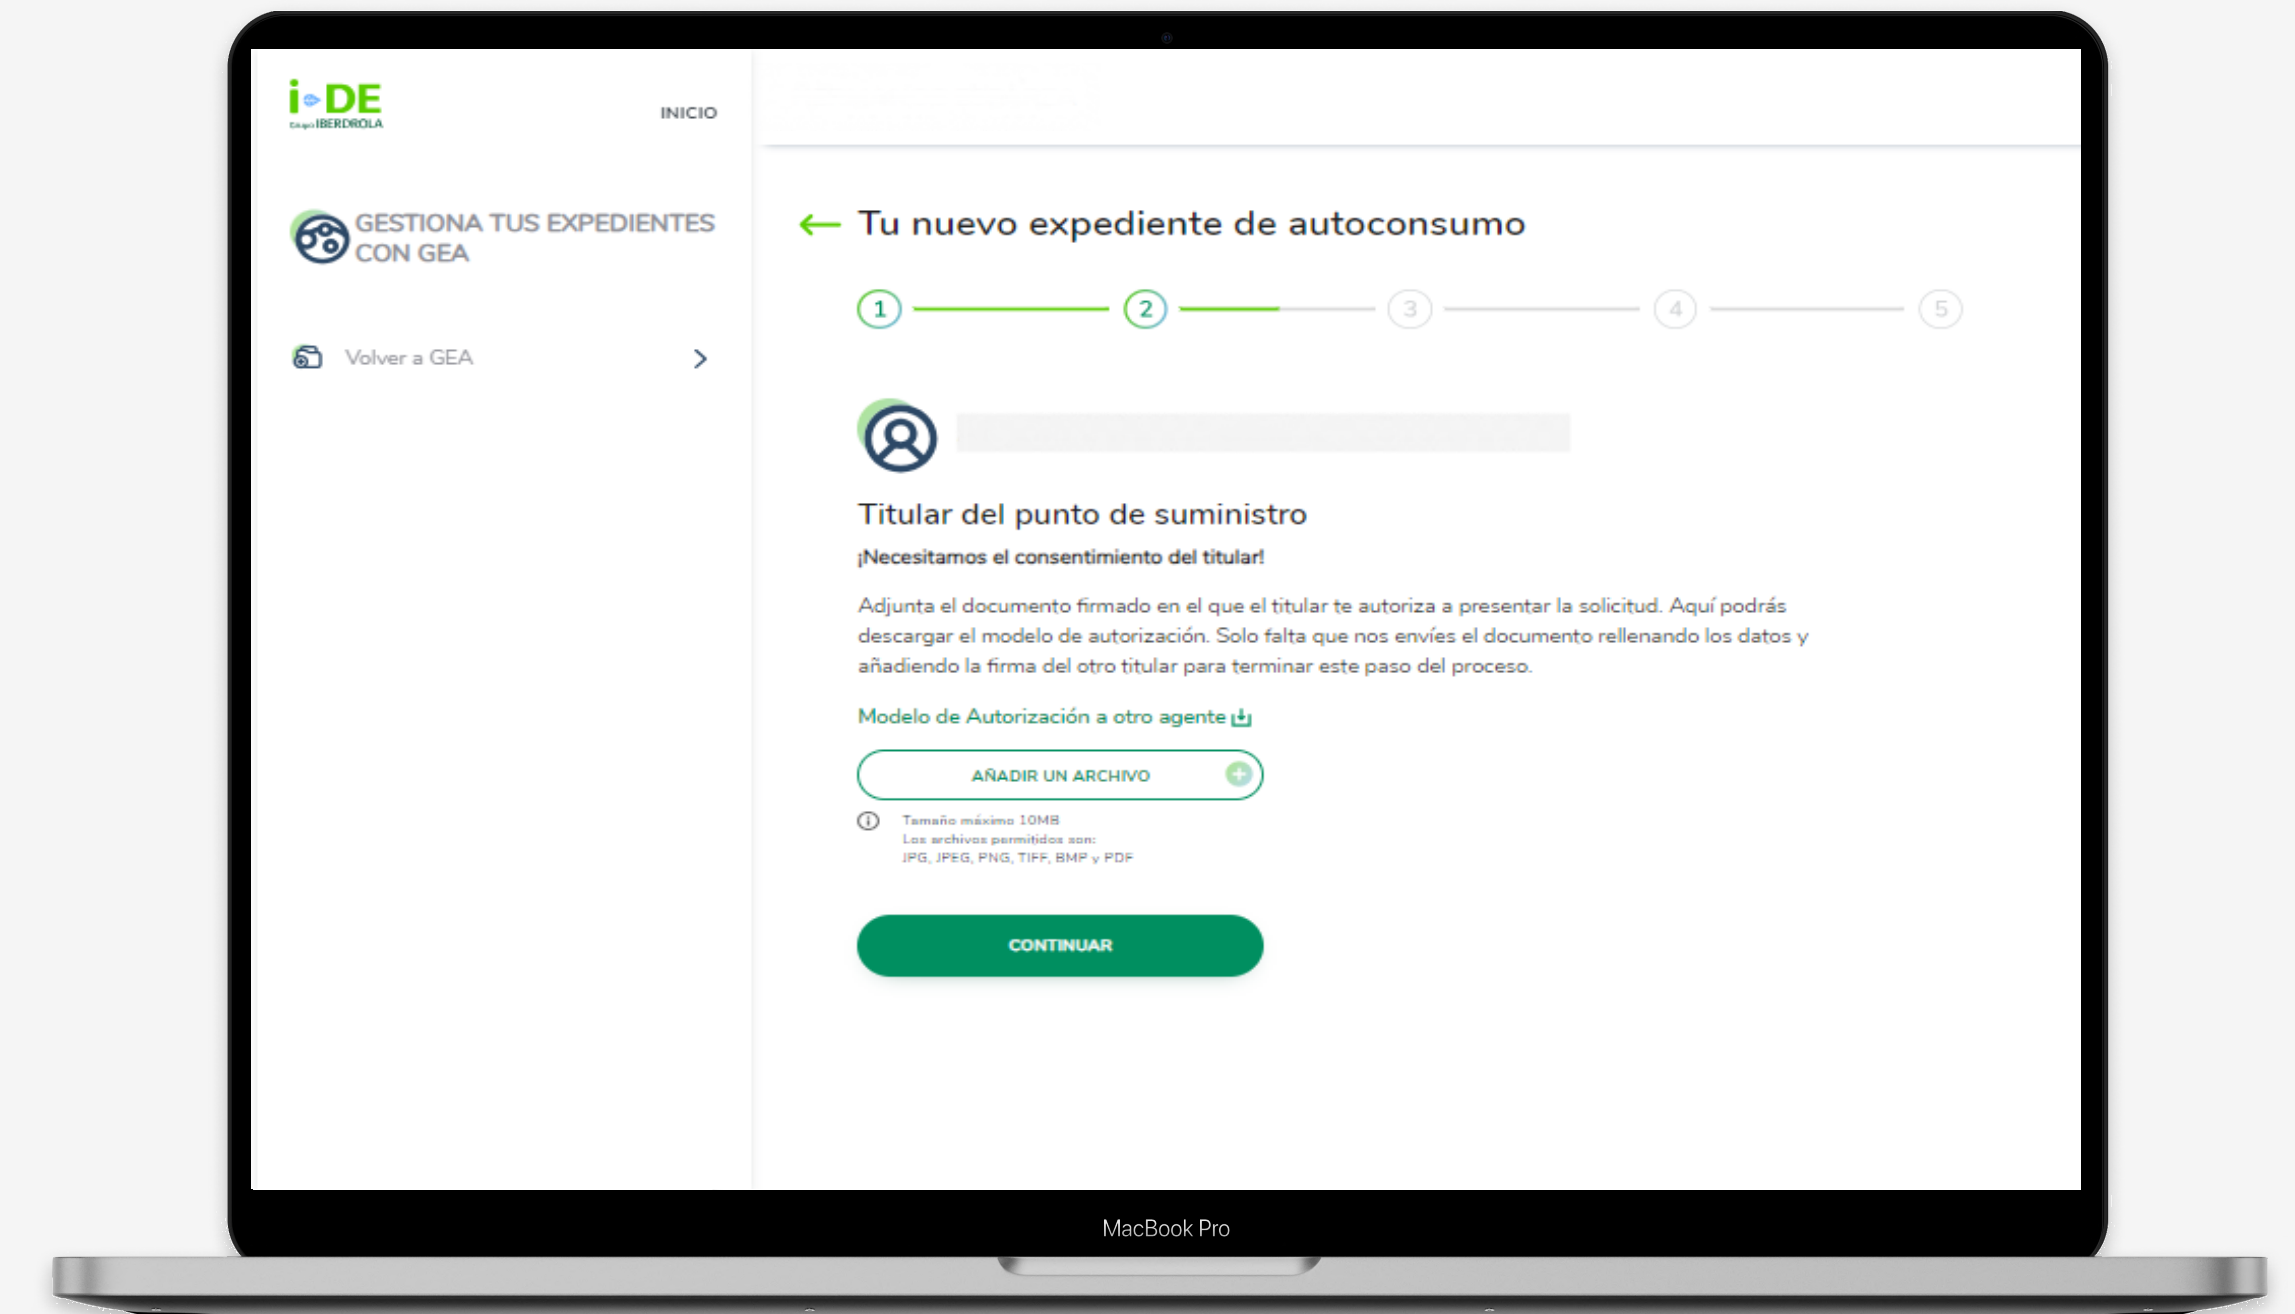 i DE
Grupo IBERDROLA
INICIO
GESTIONA TUS EXPEDIENTES
CON GEA
Volver a GEA
Tu nuevo expediente de autoconsumo
1 2 3 4 5
Titular del punto de suministro
¡Necesitamos el consentimiento del titular!
Adjunta el documento firmado en el que el titular te autoriza a presentar la solicitud. Aquí podrás
descargar el modelo de autorización. Solo falta que nos envíes el documento rellenando los datos y
añadiendo la firma del otro titular para terminar este paso del proceso.
Modelo de Autorización a otro agente
AÑADIR UN ARCHIVO
Tamaño máximo 10MB
Los archivos permitidos son:
JPG, JPEG, PNG, TIFF, BMP y PDF
CONTINUAR
MacBook Pro